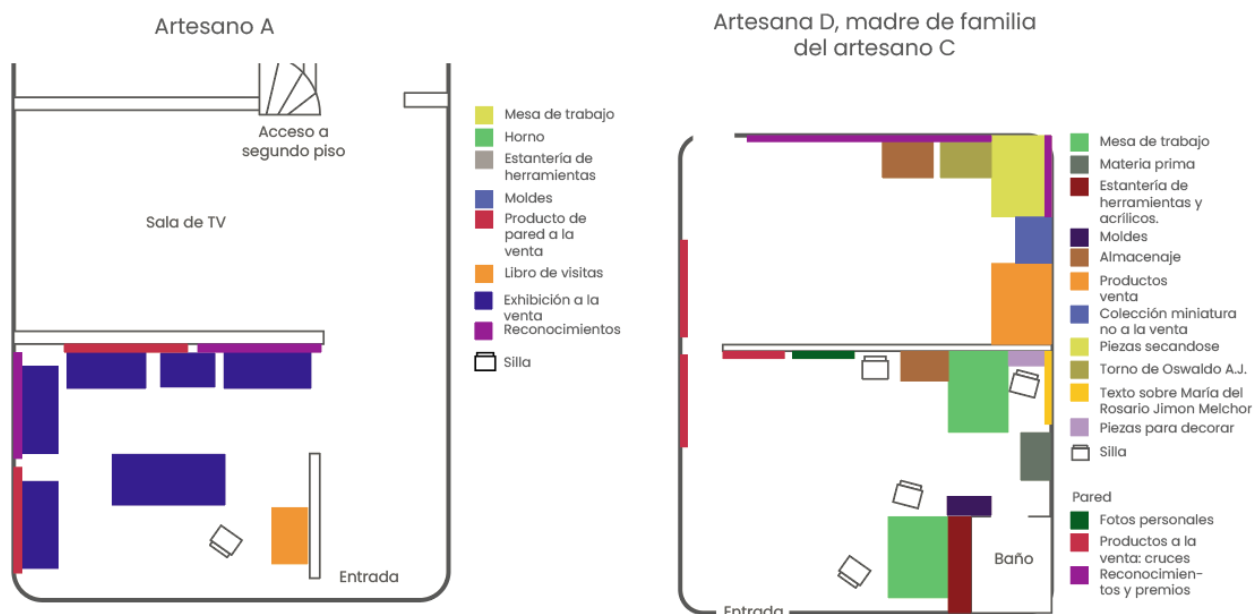 Artesano A
Acceso a
segundo piso
Sala de TV
Entrada
Mesa de trabajo
Horno
Estantería de
herramientas
Moldes
Producto de
pared a la
venta
Libro de visitas
Exhibición a la
venta
Reconocimientos
Silla
Artesana D, madre de familia
del artesano C
Baño
Entrada
Mesa de trabajo
Materia prima
Estantería de
herramientas y
acrílicos.
Moldes
Almacenaje
Productos
venta
Colección miniatura
no a la venta
Piezas secandose
Torno de Oswaldo A.J.
Texto sobre María del
Rosario Jimon Melchor
Piezas para decorar
Silla
Pared
Fotos personales
Productos a la
venta: cruces
Reconocimien-
tos y premios